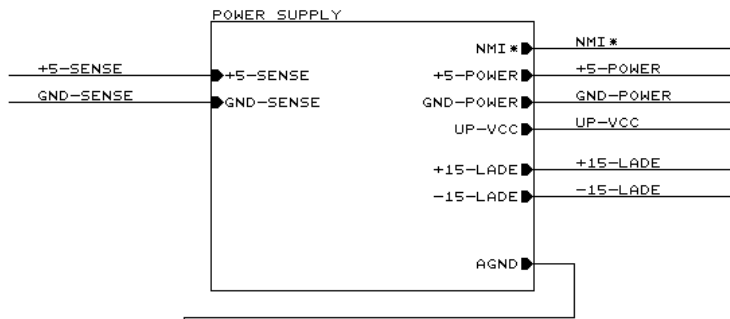 POWER SUPPLY
NMI* NMI*
+5-SENSE +5-SENSE +5-POWER +5-POWER
GND-SENSE GND-SENSE GND-POWER GND-POWER
UP-VCC UP-VCC
+15-LADE +15-LADE
-15-LADE -15-LADE
AGND